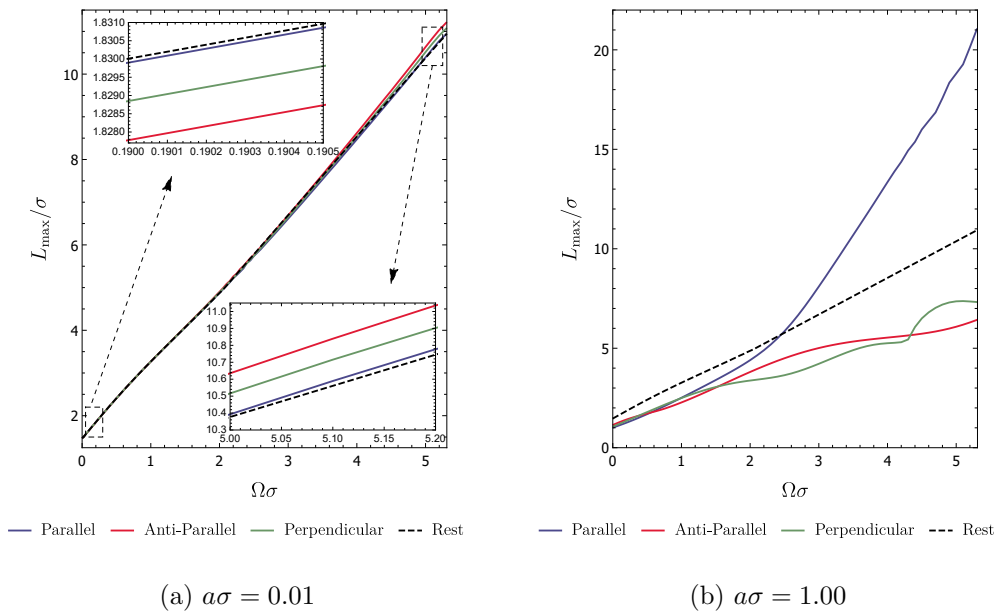 1.8310
1.8305
1.8300
1.8295
1.8290
1.8285
1.8280
0.1900 0.1901 0.1902 0.1903 0.1904 0.1905
11.0
10.9
10.8
10.7
10.6
10.5
10.4
10.3
5.00 5.05 5.10 5.15 5.20
10
8
6
4
2
0 1 2 3 4 5
L_max/σ
Ωσ
Parallel Anti-Parallel Perpendicular Rest
(a) aσ = 0.01
20
15
10
5
0
0 1 2 3 4 5
L_max/σ
Ωσ
Parallel Anti-Parallel Perpendicular Rest
(b) aσ = 1.00